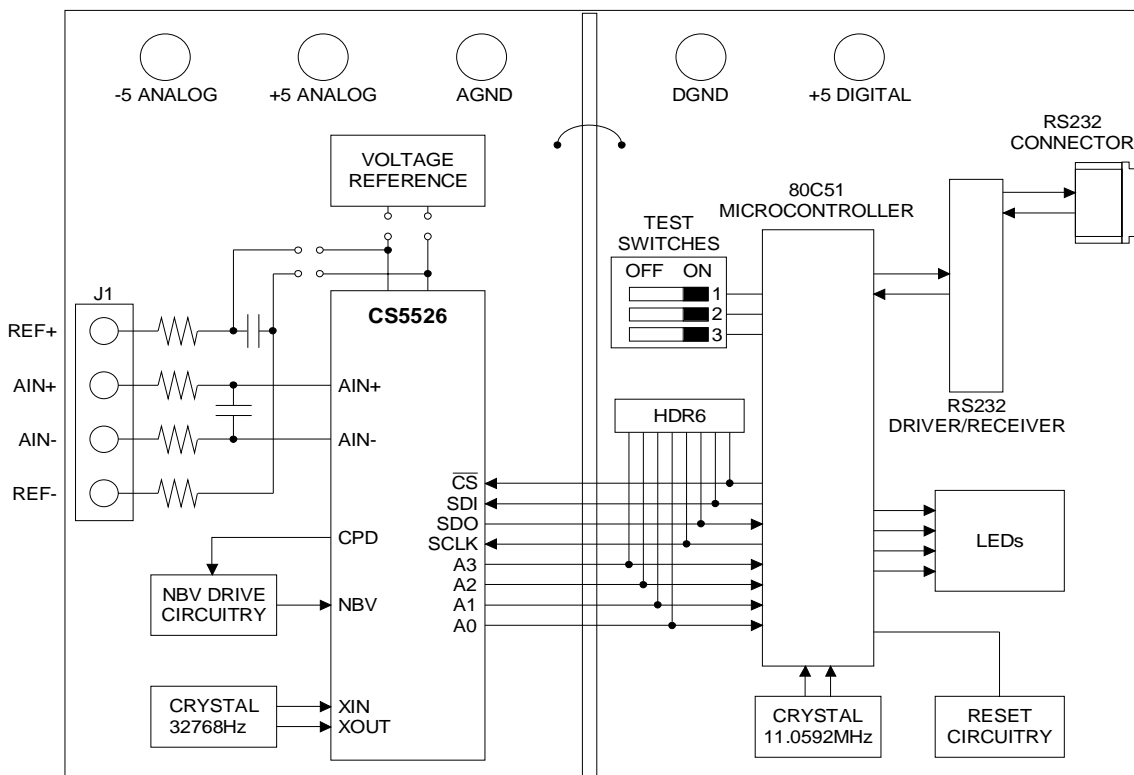 -5 ANALOG
+5 ANALOG
AGND
DGND
+5 DIGITAL
RS232
CONNECTOR
VOLTAGE
REFERENCE
80C51
MICROCONTROLLER
TEST
SWITCHES
OFF ON
1
2
3
J1
CS5526
REF+
AIN+
AIN-
REF-
AIN+
AIN-
HDR6
RS232
DRIVER/RECEIVER
CS
SDI
SDO
SCLK
A3
A2
A1
A0
LEDs
CPD
NBV DRIVE
CIRCUITRY
NBV
CRYSTAL
32768Hz
XIN
XOUT
CRYSTAL
11.0592MHz
RESET
CIRCUITRY